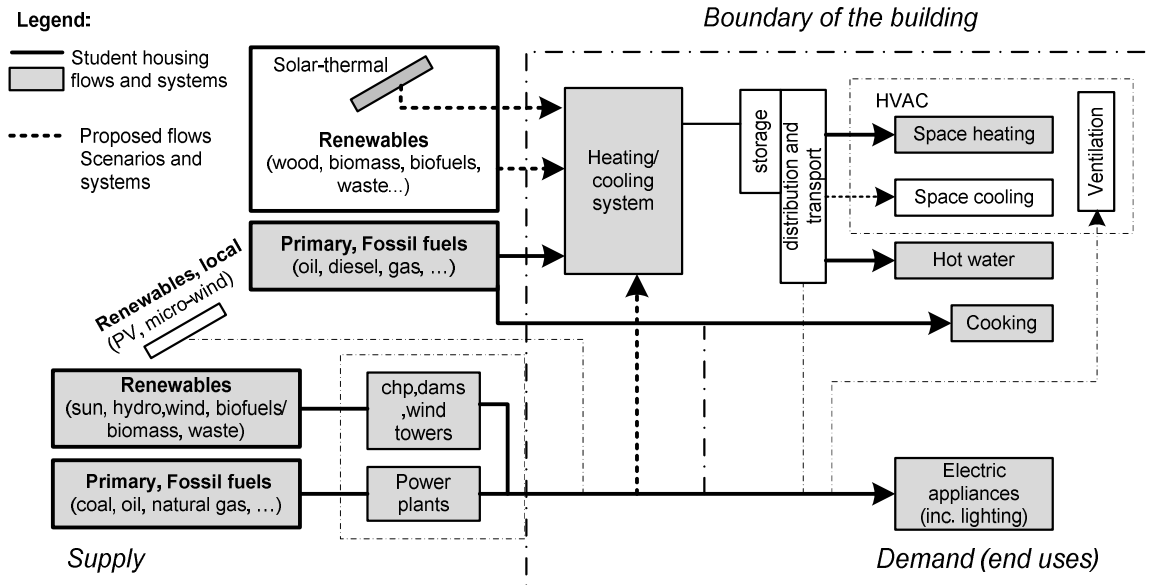 Legend:
Student housing
flows and systems
Proposed flows
Scenarios and
systems
Boundary of the building
Solar-thermal
Renewables
(wood, biomass, biofuels,
waste...)
Primary, Fossil fuels
(oil, diesel, gas, ...)
Renewables, local
(PV, micro-wind)
Renewables
(sun, hydro,wind, biofuels/
biomass, waste)
Primary, Fossil fuels
(coal, oil, natural gas, ...)
chp,dams
,wind
towers
Power
plants
Heating/
cooling
system
storage
distribution and
transport
HVAC
Space heating
Space cooling
Ventilation
Hot water
Cooking
Electric
appliances
(inc. lighting)
Supply
Demand (end uses)